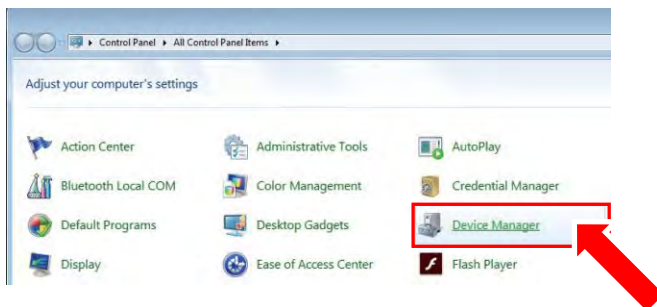 Control Panel ▸ All Control Panel Items ▸
Adjust your computer's settings
Action Center Administrative Tools AutoPlay
Bluetooth Local COM Color Management Credential Manager
Default Programs Desktop Gadgets Device Manager
Display Ease of Access Center Flash Player